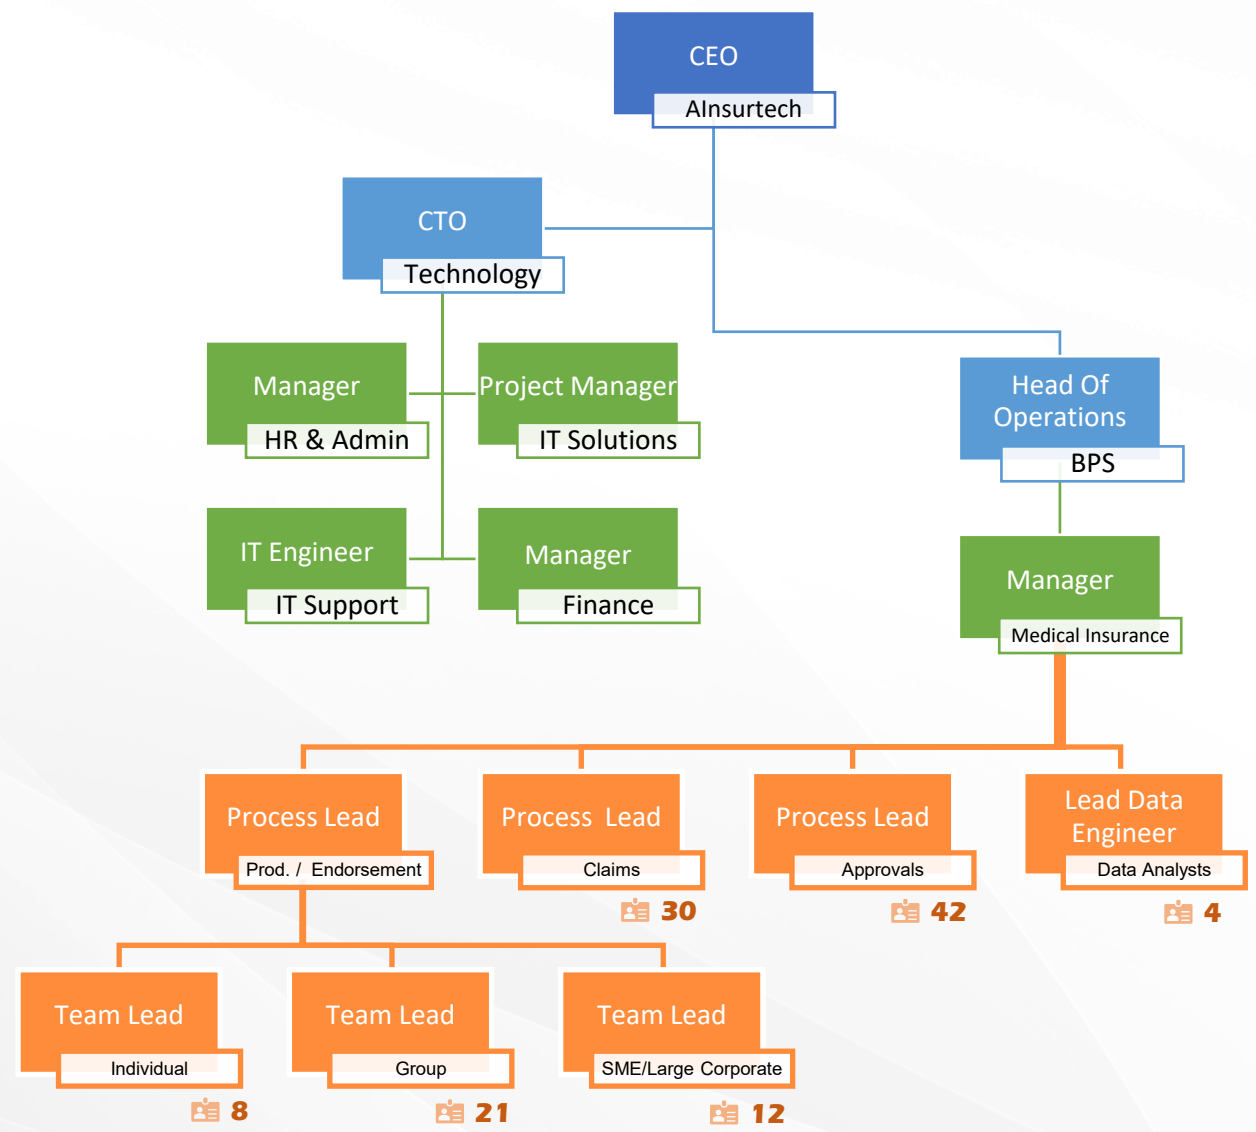 CEO
AInsurtech
CTO
Technology
Manager
HR & Admin
Project Manager
IT Solutions
Head Of
Operations
BPS
IT Engineer
IT Support
Manager
Finance
Manager
Medical Insurance
Process Lead
Prod. / Endorsement
Process Lead
Claims
30
Process Lead
Approvals
42
Lead Data
Engineer
Data Analysts
4
Team Lead
Individual
8
Team Lead
Group
21
Team Lead
SME/Large Corporate
12